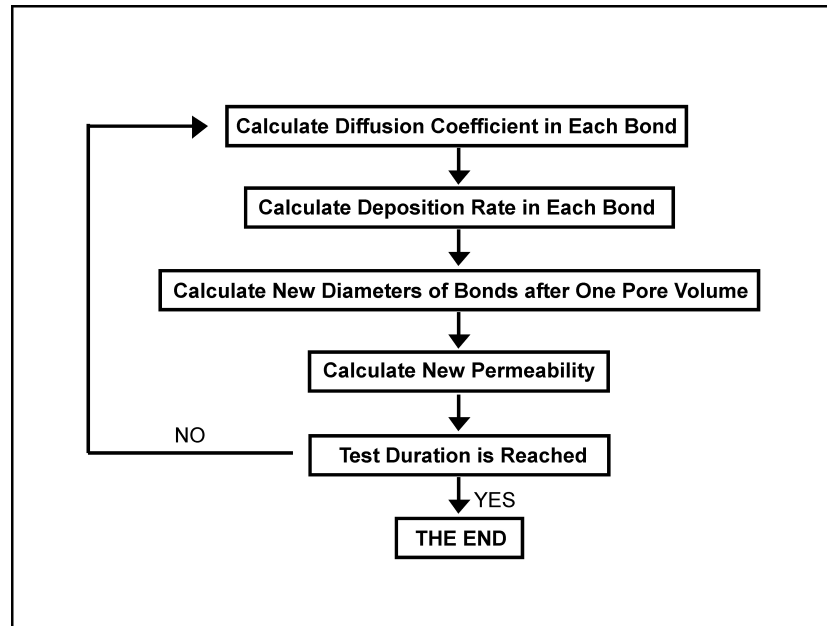 Calculate Diffusion Coefficient in Each Bond
Calculate Deposition Rate in Each Bond
Calculate New Diameters of Bonds after One Pore Volume
Calculate New Permeability
NO
Test Duration is Reached
YES
THE END